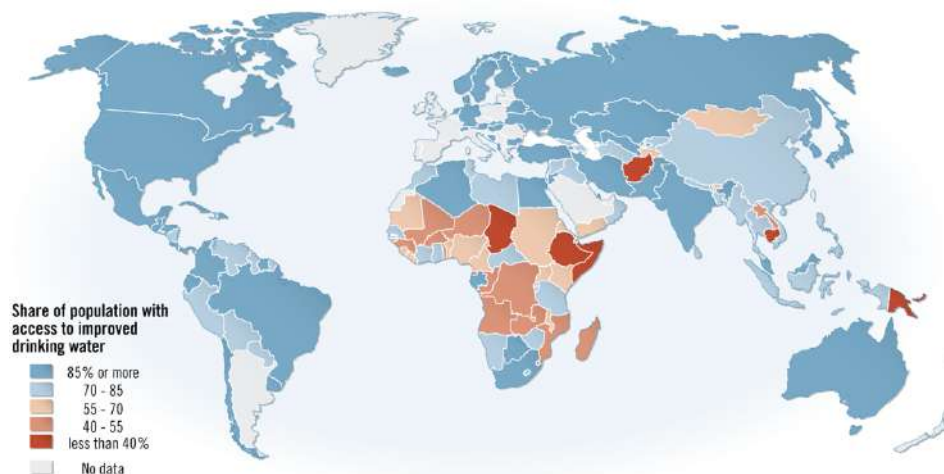 Share of population with
access to improved
drinking water
85% or more
70 - 85
55 - 70
40 - 55
less than 40%
No data